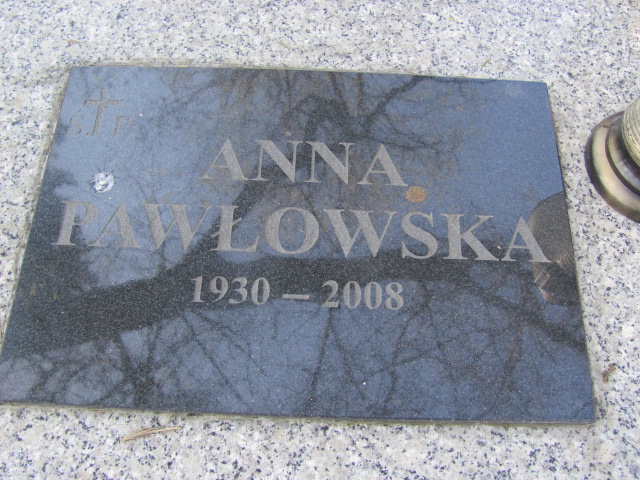 Ś P
ANNA
PAWŁOWSKA
1930 – 2008